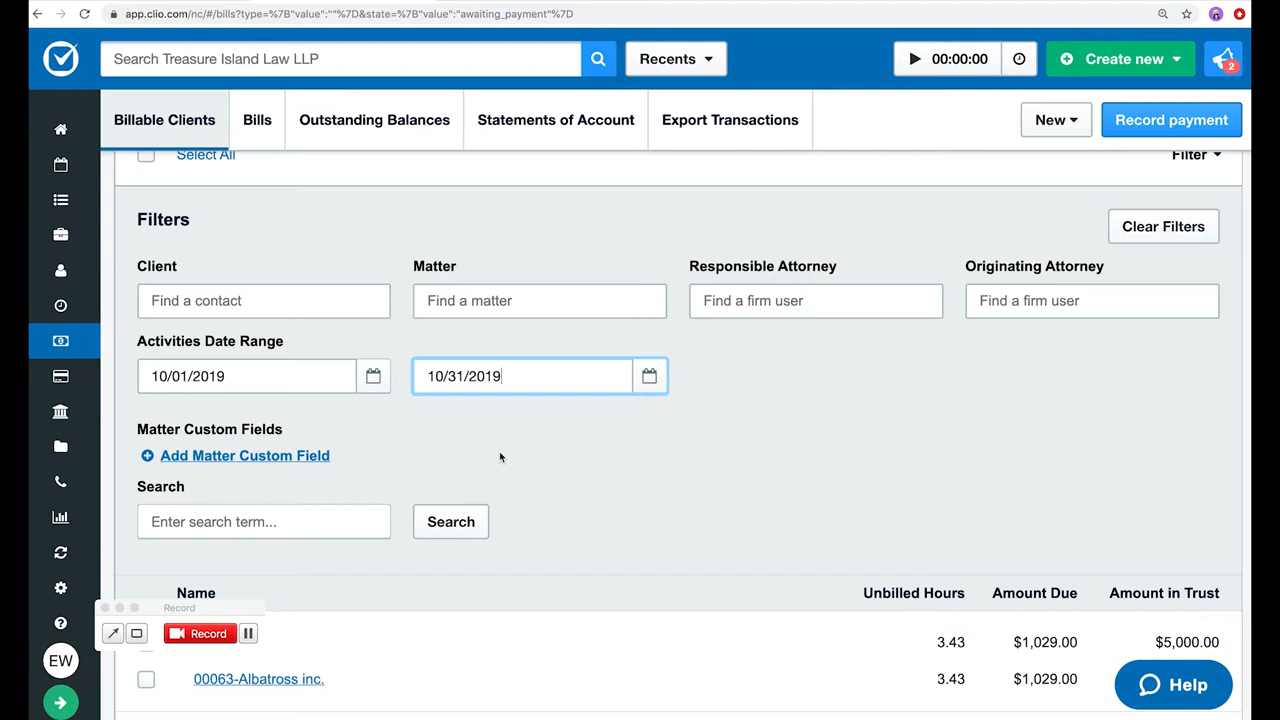 app.clio.com/nc/#/bills?type=%7B"value":""%7D&state=%7B"value":"awaiting_payment"%7D
Search Treasure Island Law LLP
Recents
00:00:00
Create new
2
Billable Clients
Bills
Outstanding Balances
Statements of Account
Export Transactions
New
Record payment
Select All
Filter
Filters
Clear Filters
Client
Matter
Responsible Attorney
Originating Attorney
Find a contact
Find a matter
Find a firm user
Find a firm user
Activities Date Range
10/01/2019
10/31/2019
Matter Custom Fields
Add Matter Custom Field
Search
Enter search term...
Search
Name
Unbilled Hours
Amount Due
Amount in Trust
Record
Record
3.43
$1,029.00
$5,000.00
EW
00063-Albatross inc.
3.43
$1,029.00
Help